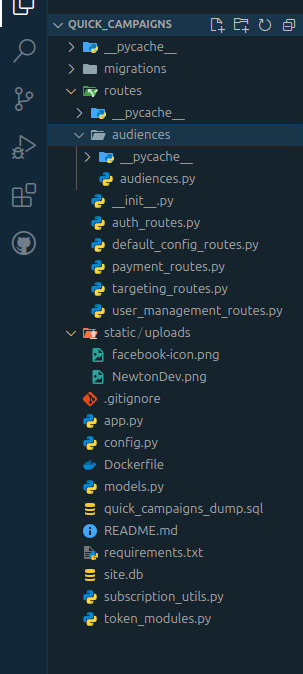 QUICK_CAMPAIGNS
__pycache__
migrations
routes
__pycache__
audiences
__pycache__
audiences.py
__init__.py
auth_routes.py
default_config_routes.py
payment_routes.py
targeting_routes.py
user_management_routes.py
static/uploads
facebook-icon.png
NewtonDev.png
.gitignore
app.py
config.py
Dockerfile
models.py
quick_campaigns_dump.sql
README.md
requirements.txt
site.db
subscription_utils.py
token_modules.py